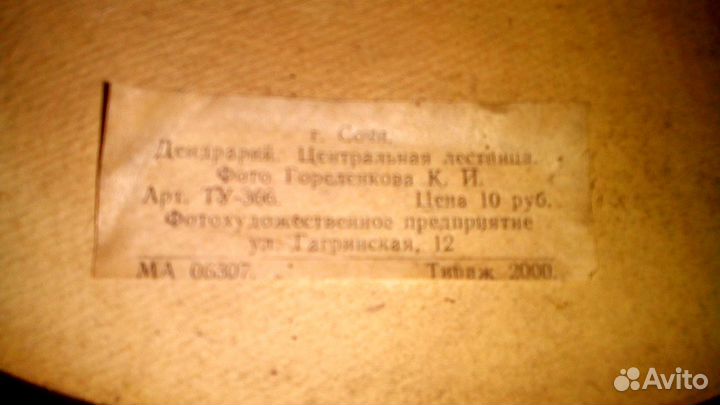 г. Сочи.
Дендрарий. Центральная лестница.
Фото Гореленкова К. И.
Арт. ТУ-366. Цена 10 руб.
Фотохудожественное предприятие
ул. Гагринская, 12
МА 06307. Тираж 2000.
Avito